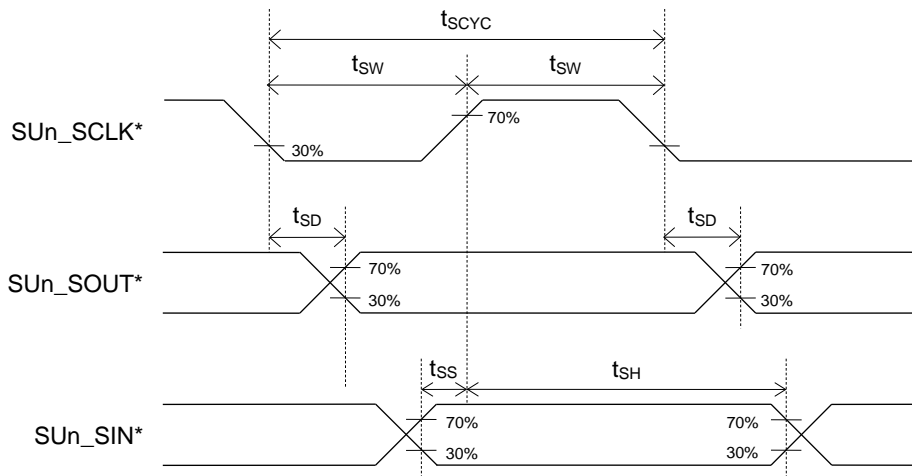 tSCYC
tSW tSW
SUn_SCLK*
70%
30%
tSD tSD
SUn_SOUT*
70% 70%
30% 30%
tSS tSH
SUn_SIN*
70% 70%
30% 30%